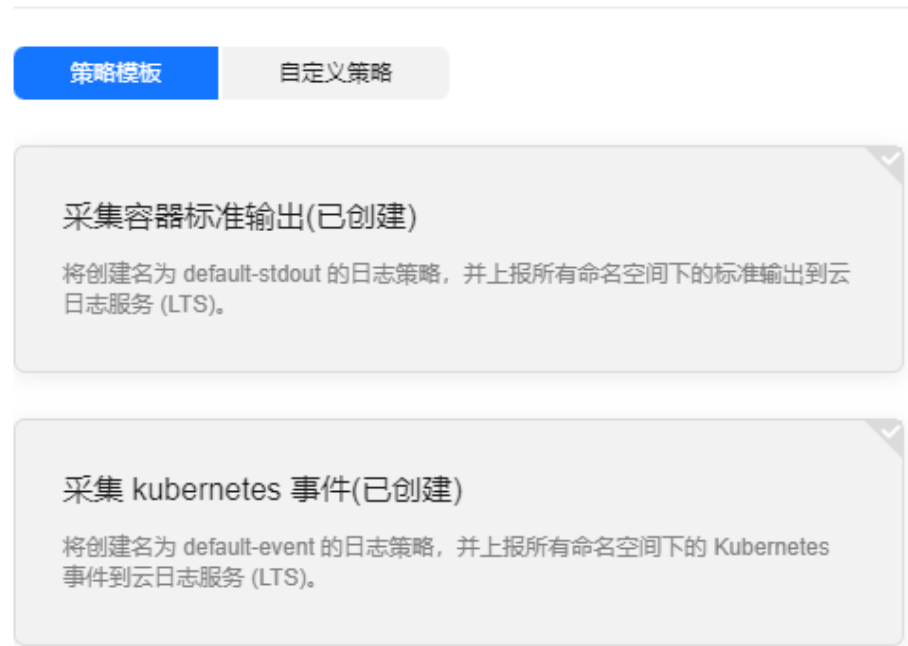 策略模板
自定义策略
采集容器标准输出(已创建)
将创建名为 default-stdout 的日志策略，并上报所有命名空间下的标准输出到云
日志服务 (LTS)。
采集 kubernetes 事件(已创建)
将创建名为 default-event 的日志策略，并上报所有命名空间下的 Kubernetes
事件到云日志服务 (LTS)。